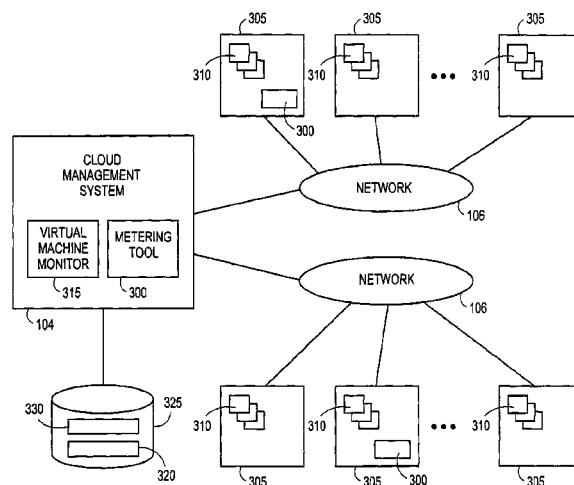 305
305
305
310
310
310
300
CLOUD
MANAGEMENT
SYSTEM
NETWORK
106
VIRTUAL
MACHINE
MONITOR
METERING
TOOL
315
300
NETWORK
106
104
330
325
320
310
310
310
300
305
305
305